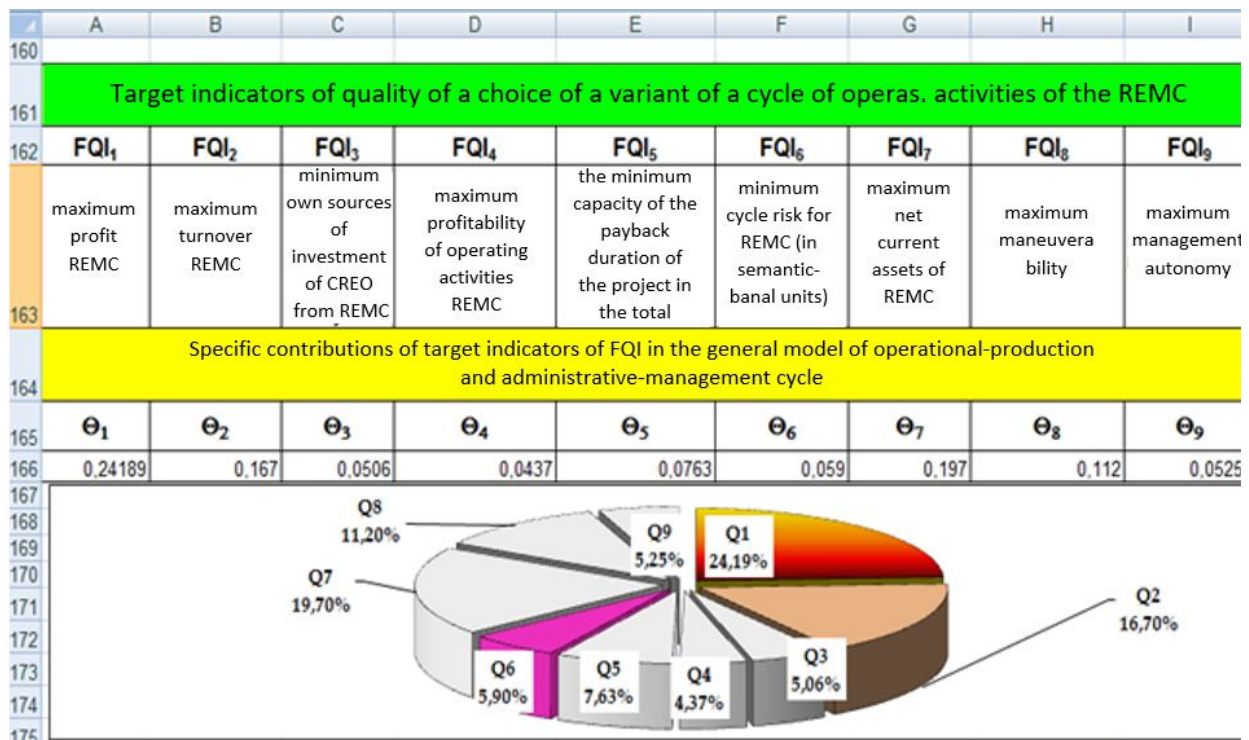 A B C D E F G H I
160
161 Target indicators of quality of a choice of a variant of a cycle of operas. activities of the REMC
162 FQI₁ FQI₂ FQI₃ FQI₄ FQI₅ FQI₆ FQI₇ FQI₈ FQI₉
163
maximum
profit
REMC
maximum
turnover
REMC
minimum
own sources
of
investment
of CREO
from REMC
maximum
profitability
of operating
activities
REMC
the minimum
capacity of the
payback
duration of
the project in
the total
minimum
cycle risk for
REMC (in
semantic-
banal units)
maximum
net
current
assets of
REMC
maximum
maneuvera
bility
maximum
management
autonomy
164
Specific contributions of target indicators of FQI in the general model of operational-production
and administrative-management cycle
165 Θ₁ Θ₂ Θ₃ Θ₄ Θ₅ Θ₆ Θ₇ Θ₈ Θ₉
166 0,24189 0,167 0,0506 0,0437 0,0763 0,059 0,197 0,112 0,0525
167
168
169
170
171
172
173
174
175
Q8
11,20%
Q9
5,25%
Q1
24,19%
Q7
19,70%
Q2
16,70%
Q6
5,90%
Q5
7,63%
Q4
4,37%
Q3
5,06%